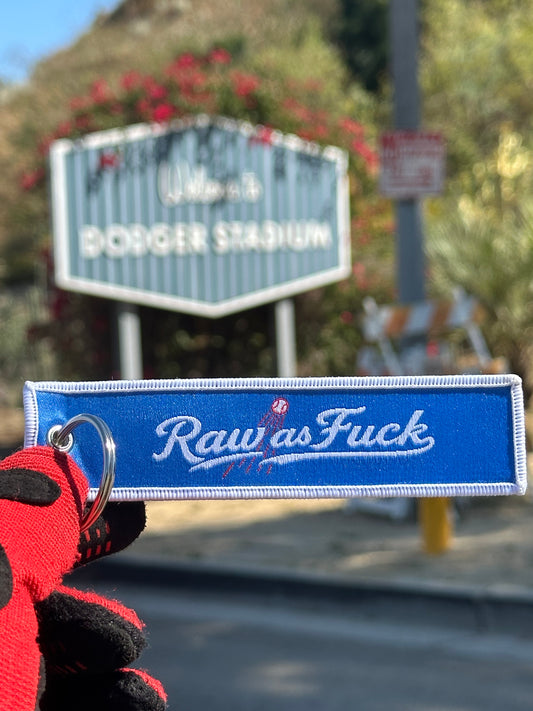 Welcome to
DODGER STADIUM
Raw as Fuck